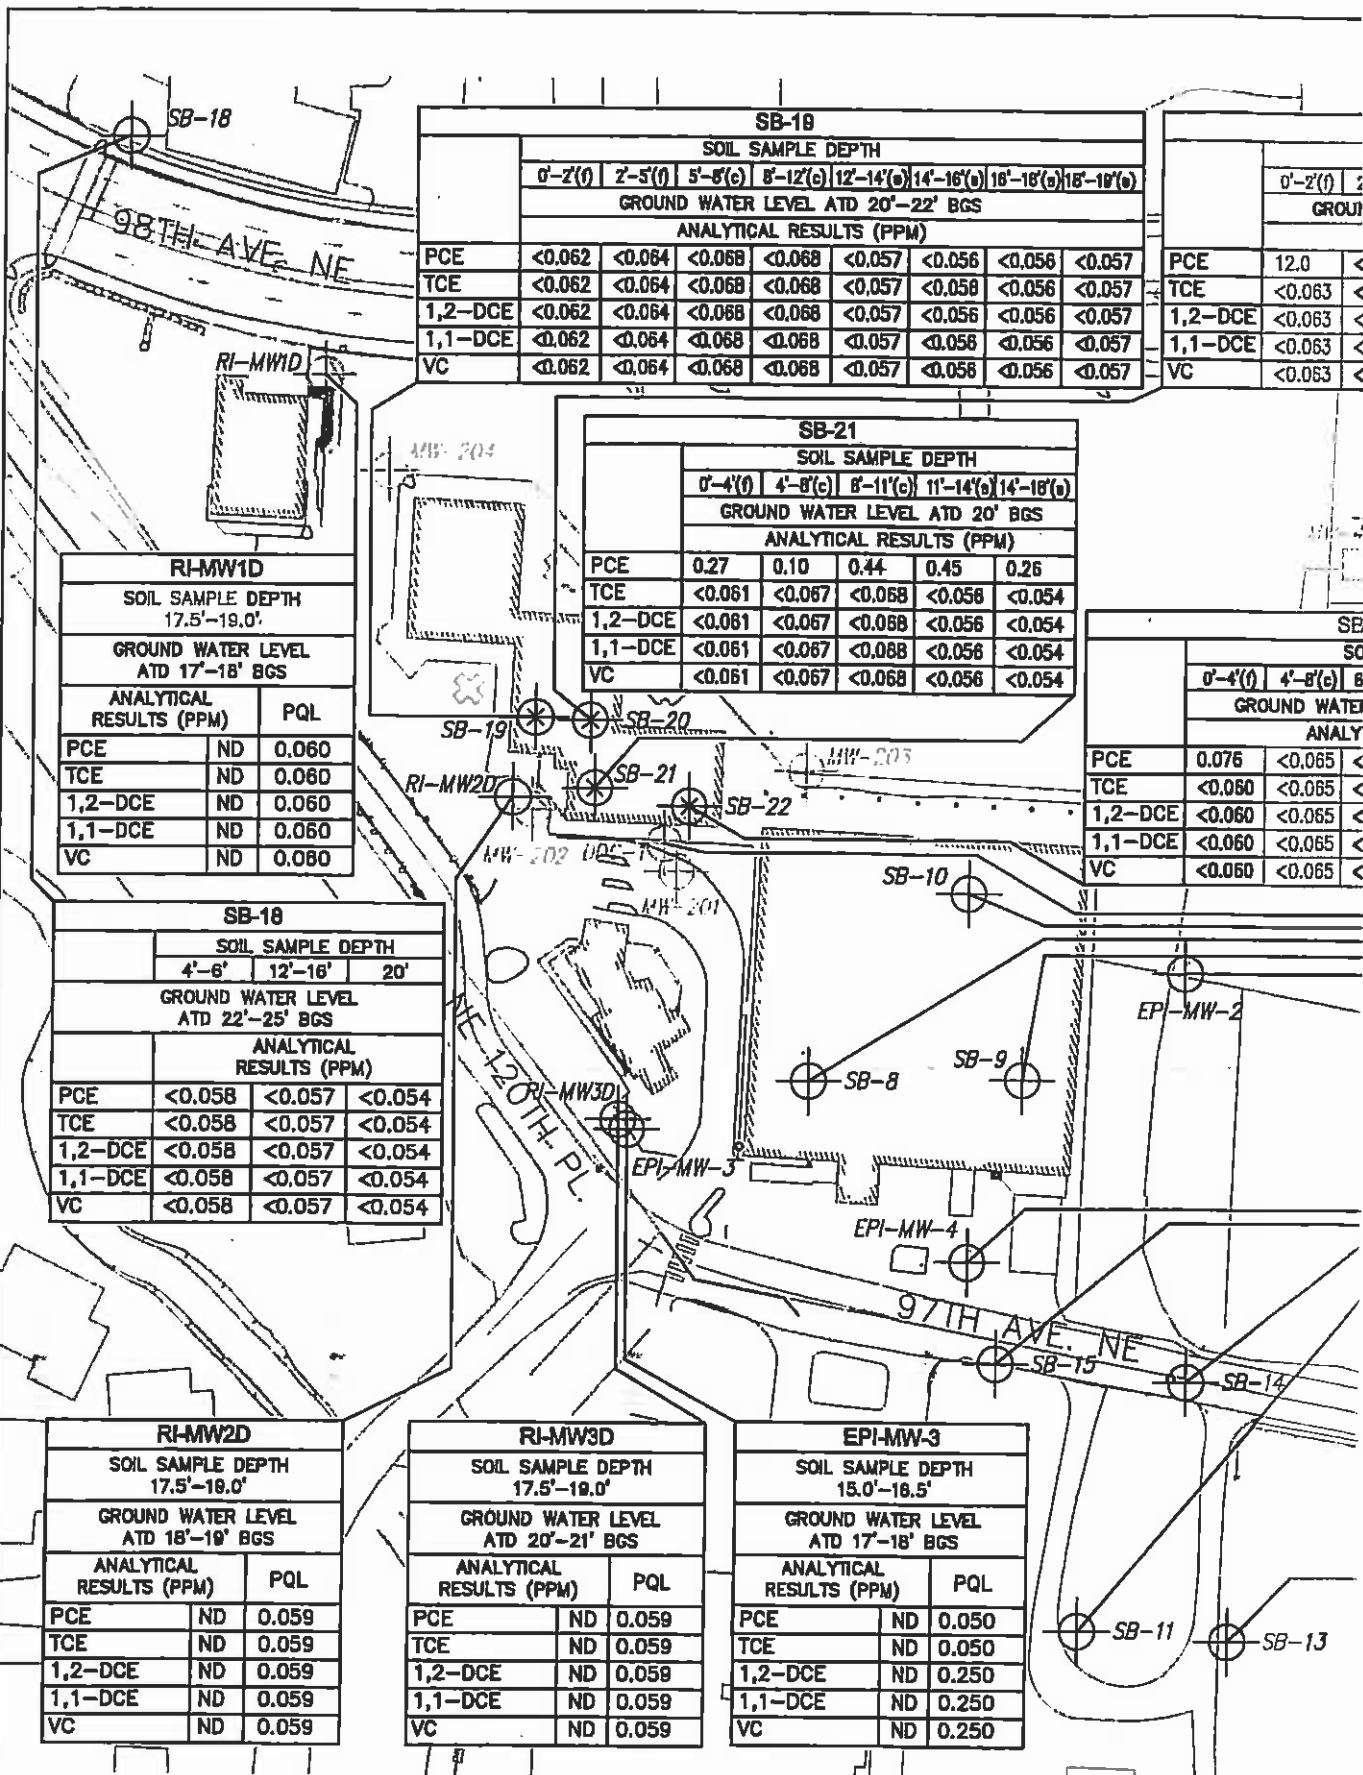 SB-18
98TH AVE. NE
RI-MW1D
SB-19
SOIL SAMPLE DEPTH
0'-2'(f) 2'-5'(f) 5'-8'(c) 8'-12'(c) 12'-14'(s) 14'-16'(s) 16'-18'(s) 18'-19'(s)
GROUND WATER LEVEL ATD 20'-22' BGS
ANALYTICAL RESULTS (PPM)
PCE <0.062 <0.064 <0.068 <0.068 <0.057 <0.056 <0.056 <0.057
TCE <0.062 <0.064 <0.068 <0.068 <0.057 <0.056 <0.056 <0.057
1,2-DCE <0.062 <0.064 <0.068 <0.068 <0.057 <0.056 <0.056 <0.057
1,1-DCE <0.062 <0.064 <0.068 <0.068 <0.057 <0.056 <0.056 <0.057
VC <0.062 <0.064 <0.068 <0.068 <0.057 <0.056 <0.056 <0.057
0'-2'(f) 2
GROU
PCE 12.0 <
TCE <0.063 <
1,2-DCE <0.063 <
1,1-DCE <0.063 <
VC <0.063 <
MW-204
SB-21
SOIL SAMPLE DEPTH
0'-4'(f) 4'-8'(c) 8'-11'(c) 11'-14'(s) 14'-18'(s)
GROUND WATER LEVEL ATD 20' BGS
ANALYTICAL RESULTS (PPM)
PCE 0.27 0.10 0.44 0.45 0.26
TCE <0.061 <0.067 <0.068 <0.056 <0.054
1,2-DCE <0.061 <0.067 <0.068 <0.056 <0.054
1,1-DCE <0.061 <0.067 <0.068 <0.056 <0.054
VC <0.061 <0.067 <0.068 <0.056 <0.054
RI-MW1D
SOIL SAMPLE DEPTH
17.5'-19.0'
GROUND WATER LEVEL
ATD 17'-18' BGS
ANALYTICAL
RESULTS (PPM) PQL
PCE ND 0.060
TCE ND 0.060
1,2-DCE ND 0.060
1,1-DCE ND 0.060
VC ND 0.060
SB
SO
0'-4'(f) 4'-8'(c) 8
GROUND WATE
ANALY
PCE 0.076 <0.065 <
TCE <0.060 <0.065 <
1,2-DCE <0.060 <0.065 <
1,1-DCE <0.060 <0.065 <
VC <0.060 <0.065 <
SB-19
SB-20
MW-203
RI-MW2D
SB-21
SB-22
MW-202
MW-201
SB-10
EPI-MW-2
SB-18
SOIL SAMPLE DEPTH
4'-6' 12'-16' 20'
GROUND WATER LEVEL
ATD 22'-25' BGS
ANALYTICAL
RESULTS (PPM)
PCE <0.058 <0.057 <0.054
TCE <0.058 <0.057 <0.054
1,2-DCE <0.058 <0.057 <0.054
1,1-DCE <0.058 <0.057 <0.054
VC <0.058 <0.057 <0.054
NE 120TH PL.
SB-8
SB-9
RI-MW3D
EPI-MW-3
EPI-MW-4
97TH AVE. NE
SB-15
SB-14
SB-11
SB-13
RI-MW2D
SOIL SAMPLE DEPTH
17.5'-19.0'
GROUND WATER LEVEL
ATD 18'-19' BGS
ANALYTICAL
RESULTS (PPM) PQL
PCE ND 0.059
TCE ND 0.059
1,2-DCE ND 0.059
1,1-DCE ND 0.059
VC ND 0.059
RI-MW3D
SOIL SAMPLE DEPTH
17.5'-19.0'
GROUND WATER LEVEL
ATD 20'-21' BGS
ANALYTICAL
RESULTS (PPM) PQL
PCE ND 0.059
TCE ND 0.059
1,2-DCE ND 0.059
1,1-DCE ND 0.059
VC ND 0.059
EPI-MW-3
SOIL SAMPLE DEPTH
15.0'-16.5'
GROUND WATER LEVEL
ATD 17'-18' BGS
ANALYTICAL
RESULTS (PPM) PQL
PCE ND 0.050
TCE ND 0.050
1,2-DCE ND 0.250
1,1-DCE ND 0.250
VC ND 0.250